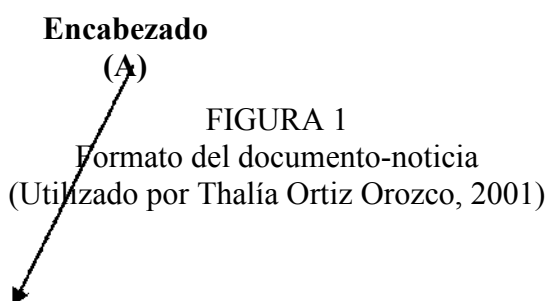 Encabezado
(A)
FIGURA 1
Formato del documento-noticia
(Utilizado por Thalía Ortiz Orozco, 2001)